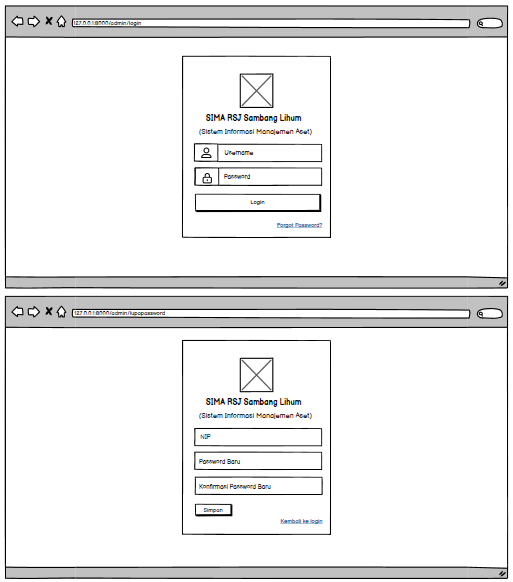 127.0.0.1:8000/admin/login
SIMA RSJ Sambang Lihum
(Sistem Informasi Manajemen Aset)
Username
Password
Login
Forgot Password?
127.0.0.1:8000/admin/lupapassword
SIMA RSJ Sambang Lihum
(Sistem Informasi Manajemen Aset)
NIP
Password Baru
Konfirmasi Password Baru
Simpan
Kembali ke login